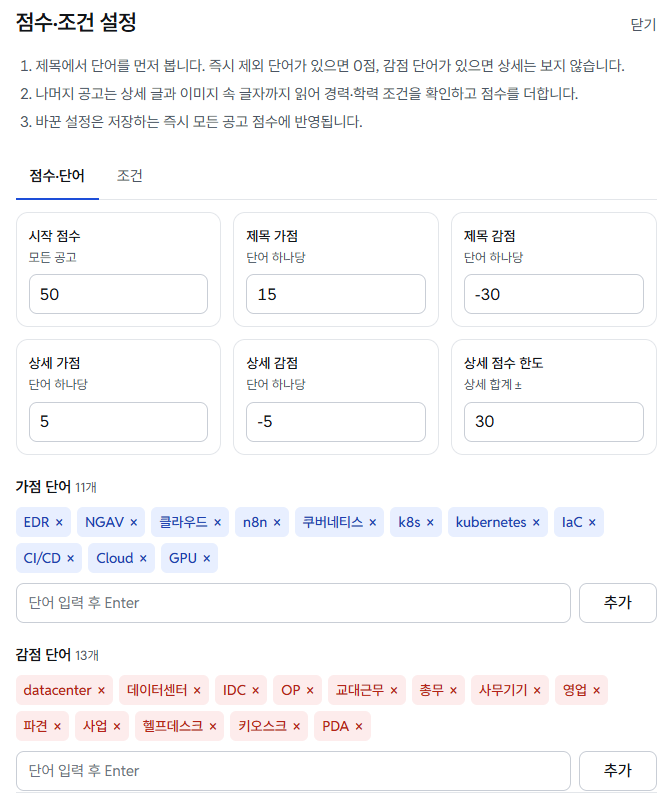 점수·조건 설정
닫기
1. 제목에서 단어를 먼저 봅니다. 즉시 제외 단어가 있으면 0점, 감점 단어가 있으면 상세는 보지 않습니다.
2. 나머지 공고는 상세 글과 이미지 속 글자까지 읽어 경력·학력 조건을 확인하고 점수를 더합니다.
3. 바꾼 설정은 저장하는 즉시 모든 공고 점수에 반영됩니다.
점수·단어 조건
시작 점수
모든 공고
50
제목 가점
단어 하나당
15
제목 감점
단어 하나당
-30
상세 가점
단어 하나당
5
상세 감점
단어 하나당
-5
상세 점수 한도
상세 합계 ±
30
가점 단어 11개
EDR × NGAV × 클라우드 × n8n × 쿠버네티스 × k8s × kubernetes × IaC ×
CI/CD × Cloud × GPU ×
단어 입력 후 Enter 추가
감점 단어 13개
datacenter × 데이터센터 × IDC × OP × 교대근무 × 총무 × 사무기기 × 영업 ×
파견 × 사업 × 헬프데스크 × 키오스크 × PDA ×
단어 입력 후 Enter 추가